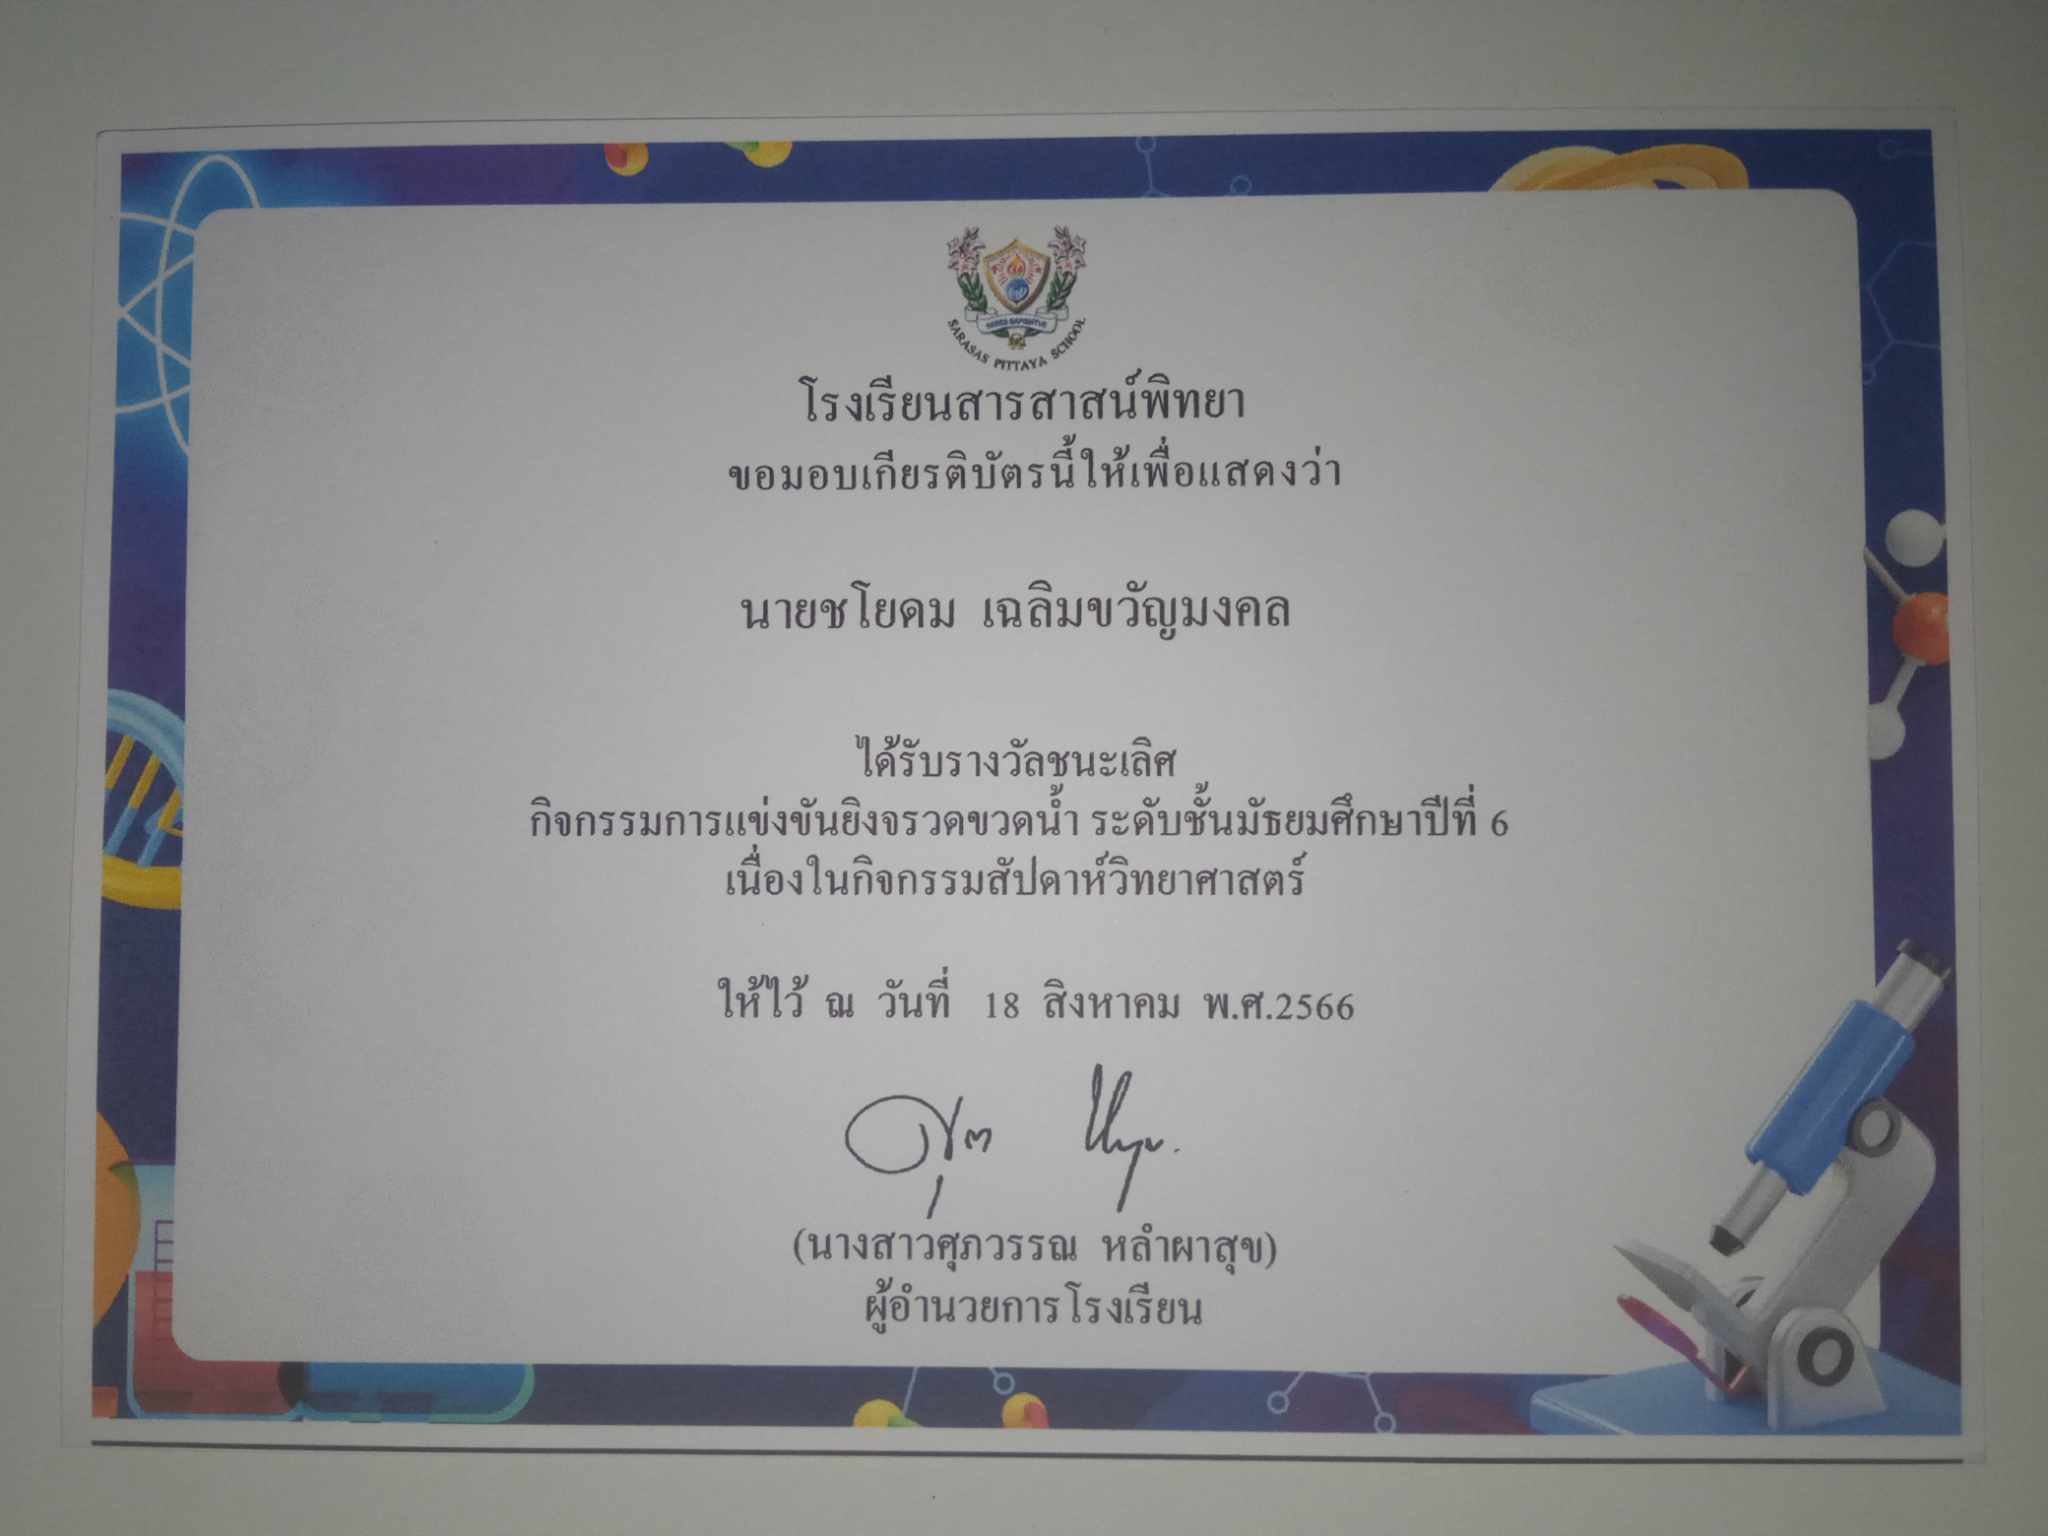 SARASAS PITTAYA SCHOOL
โรงเรียนสารสาสน์พิทยา
ขอมอบเกียรติบัตรนี้ให้เพื่อแสดงว่า
นายชโยดม เฉลิมขวัญมงคล
ได้รับรางวัลชนะเลิศ
กิจกรรมการแข่งขันยิงจรวดขวดน้ำ ระดับชั้นมัธยมศึกษาปีที่ 6
เนื่องในกิจกรรมสัปดาห์วิทยาศาสตร์
ให้ไว้ ณ วันที่ 18 สิงหาคม พ.ศ.2566
(นางสาวศุภวรรณ หลำผาสุข)
ผู้อำนวยการโรงเรียน